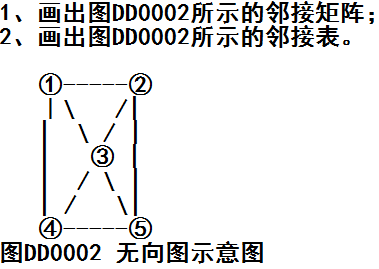 1、画出图DD0002所示的邻接矩阵；
2、画出图DD0002所示的邻接表。
①-----②
③
④-----⑤
图DD0002 无向图示意图